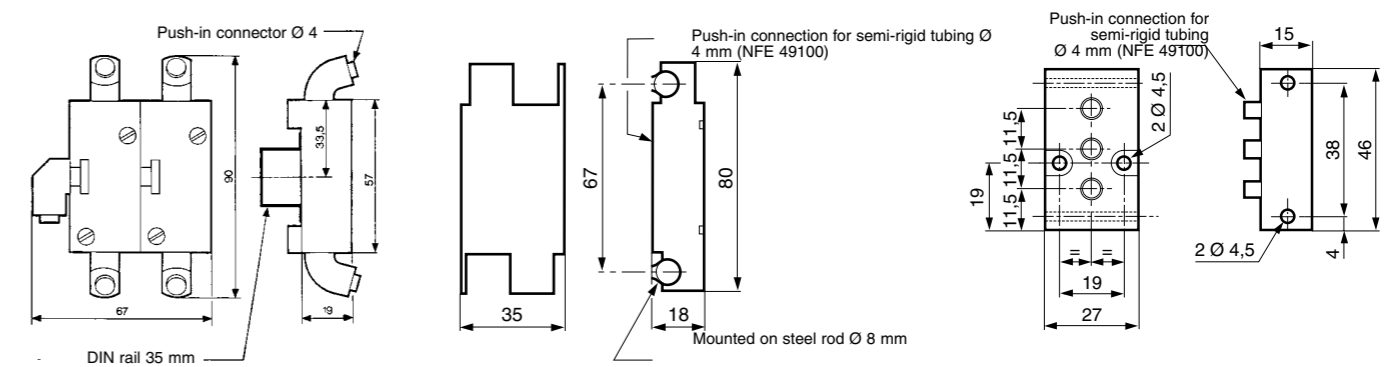 Push-in connector Ø 4
33,5
90
57
67
19
DIN rail 35 mm
Push-in connection for semi-rigid tubing Ø
4 mm (NFE 49100)
67
80
35
18
Mounted on steel rod Ø 8 mm
Push-in connection for
semi-rigid tubing
Ø 4 mm (NFE 49100)
15
2 Ø 4,5
11,5
11,5
11,5
19
38
46
2 Ø 4,5
4
= =
19
27